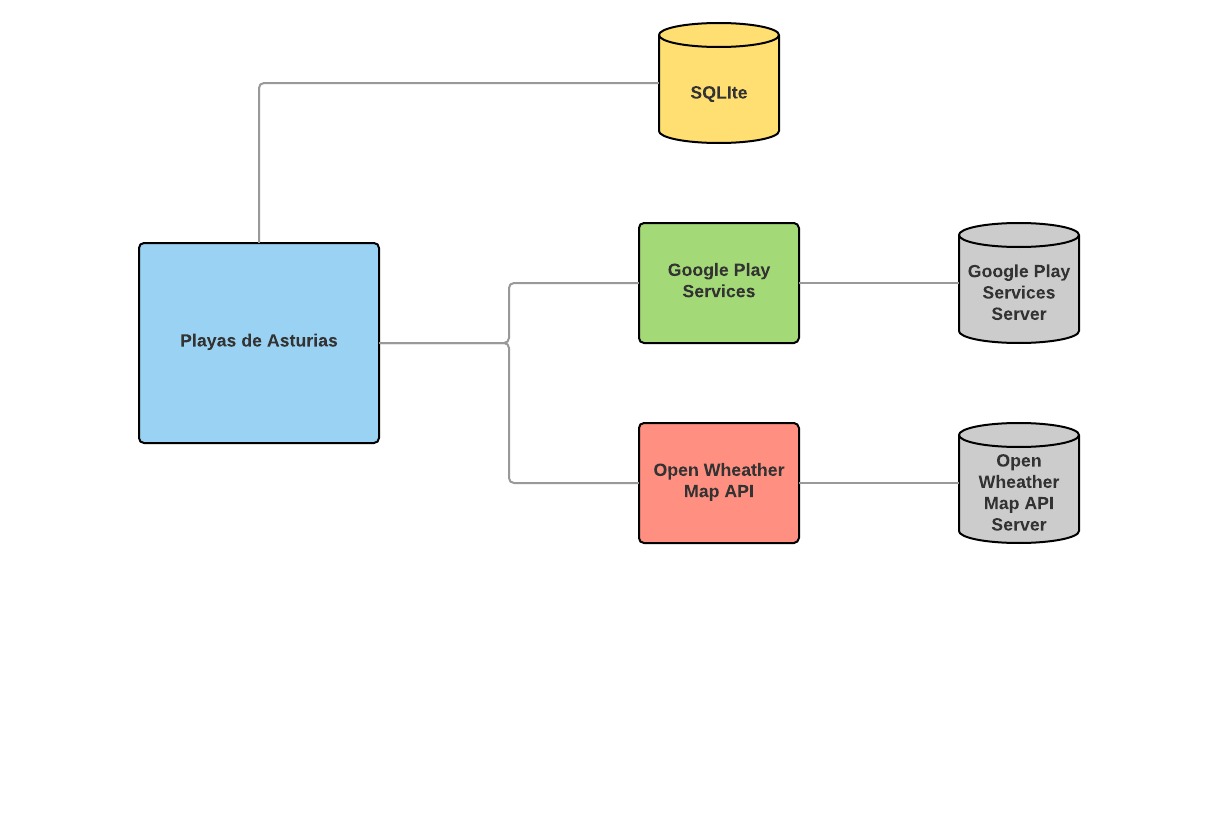 SQLIte
Playas de Asturias
Google Play
Services
Google Play
Services
Server
Open Wheather
Map API
Open
Wheather
Map API
Server